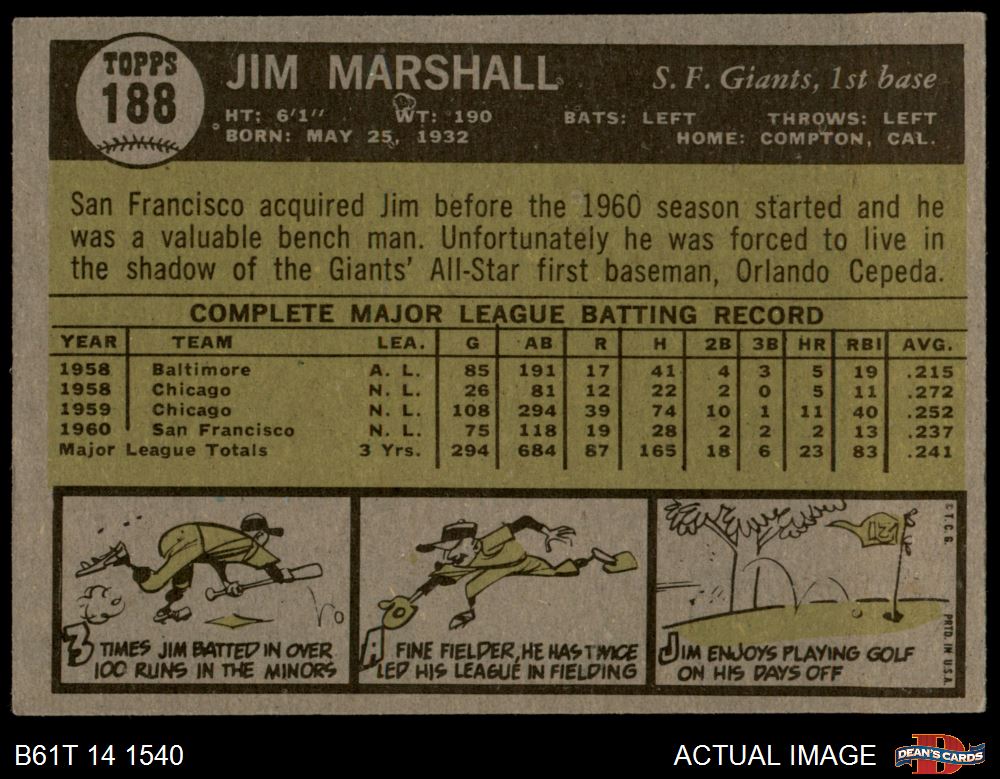 TOPPS
188
JIM MARSHALL
S. F. Giants, 1st base
HT: 6'1" WT: 190 BATS: LEFT THROWS: LEFT
BORN: MAY 25, 1932 HOME: COMPTON, CAL.
San Francisco acquired Jim before the 1960 season started and he
was a valuable bench man. Unfortunately he was forced to live in
the shadow of the Giants' All-Star first baseman, Orlando Cepeda.
COMPLETE MAJOR LEAGUE BATTING RECORD
YEAR TEAM LEA. G AB R H 2B 3B HR RBI AVG.
1958 Baltimore A. L. 85 191 17 41 4 3 5 19 .215
1958 Chicago N. L. 26 81 12 22 2 0 5 11 .272
1959 Chicago N. L. 108 294 39 74 10 1 11 40 .252
1960 San Francisco N. L. 75 118 19 28 2 2 2 13 .237
Major League Totals 3 Yrs. 294 684 87 165 18 6 23 83 .241
3 TIMES JIM BATTED IN OVER
100 RUNS IN THE MINORS
A FINE FIELDER, HE HAS TWICE
LED HIS LEAGUE IN FIELDING
JIM ENJOYS PLAYING GOLF
ON HIS DAYS OFF
© T. C. G.
PRTD. IN U.S.A.
B61T 14 1540
ACTUAL IMAGE
DEAN'S CARDS